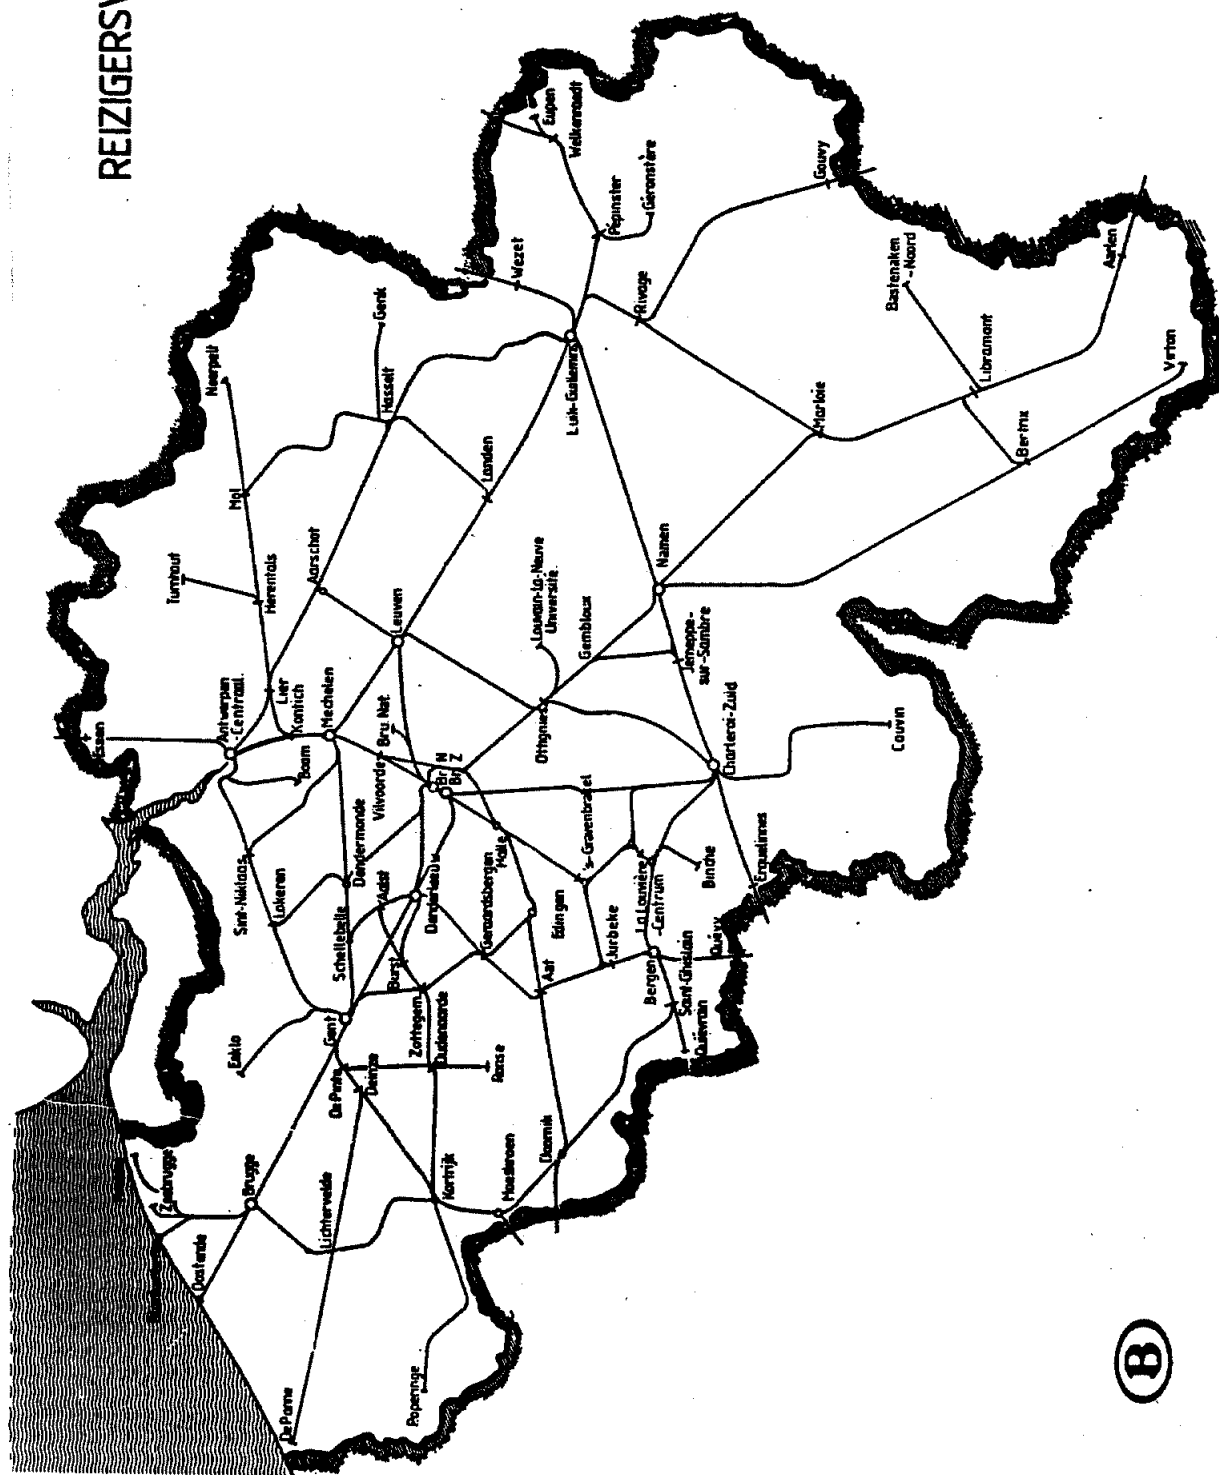 REIZIGERSV
Essen
Antwerpen
-Centraal
Turnhout
Mol
Neerpelt
Herentals
Lier
Kontich
Boom
Mechelen
Aarschot
Hasselt
Genk
Sint-Niklaas
Lokeren
Eeklo
Zeebrugge
Brugge
Oostende
Lichtervelde
De Panne
Poperinge
Kortrijk
Moeskroen
Doornik
De Pinte
Deinze
Gent
Schellebelle
Dendermonde
Aalst
Vilvoorde
Bru. Nat.
Leuven
Landen
Br N
Br Z
Burst
Denderleeuw
Zottegem
Oudenaarde
Ronse
Geraardsbergen
Halle
Edingen
Aat
Jurbeke
's-Gravenbrakel
La Louvière
-Centrum
Binche
Bergen
Saint-Ghislain
Quévy
Quiévrain
Erquelinnes
Charleroi-Zuid
Couvin
Ottignies
Louvain-La-Neuve
Université
Gembloux
Jemeppe-
sur-Sambre
Namen
Luik-Guillemins
Wezet
Pepinster
Géronstère
Welkenraedt
Eupen
Rivage
Gouvy
Marloie
Bastenaken
-Noord
Libramont
Bertrix
Virton
Aarlen
B